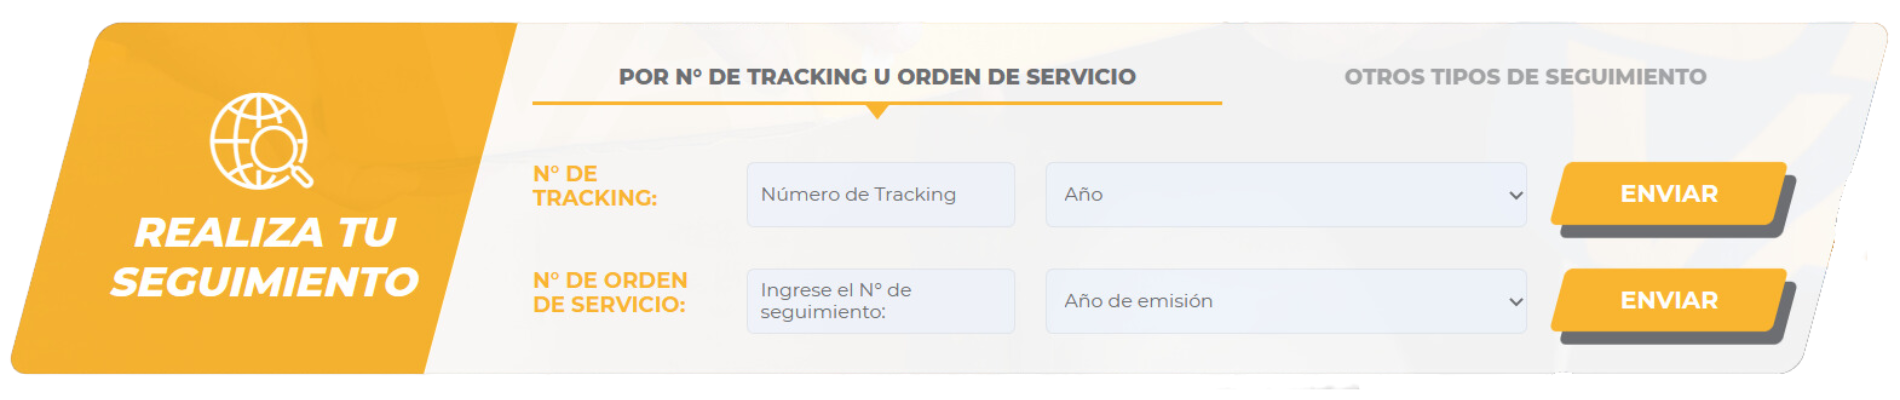 REALIZA TU
SEGUIMIENTO
POR N° DE TRACKING U ORDEN DE SERVICIO
OTROS TIPOS DE SEGUIMIENTO
N° DE
TRACKING:
Número de Tracking
Año
ENVIAR
N° DE ORDEN
DE SERVICIO:
Ingrese el N° de
seguimiento:
Año de emisión
ENVIAR